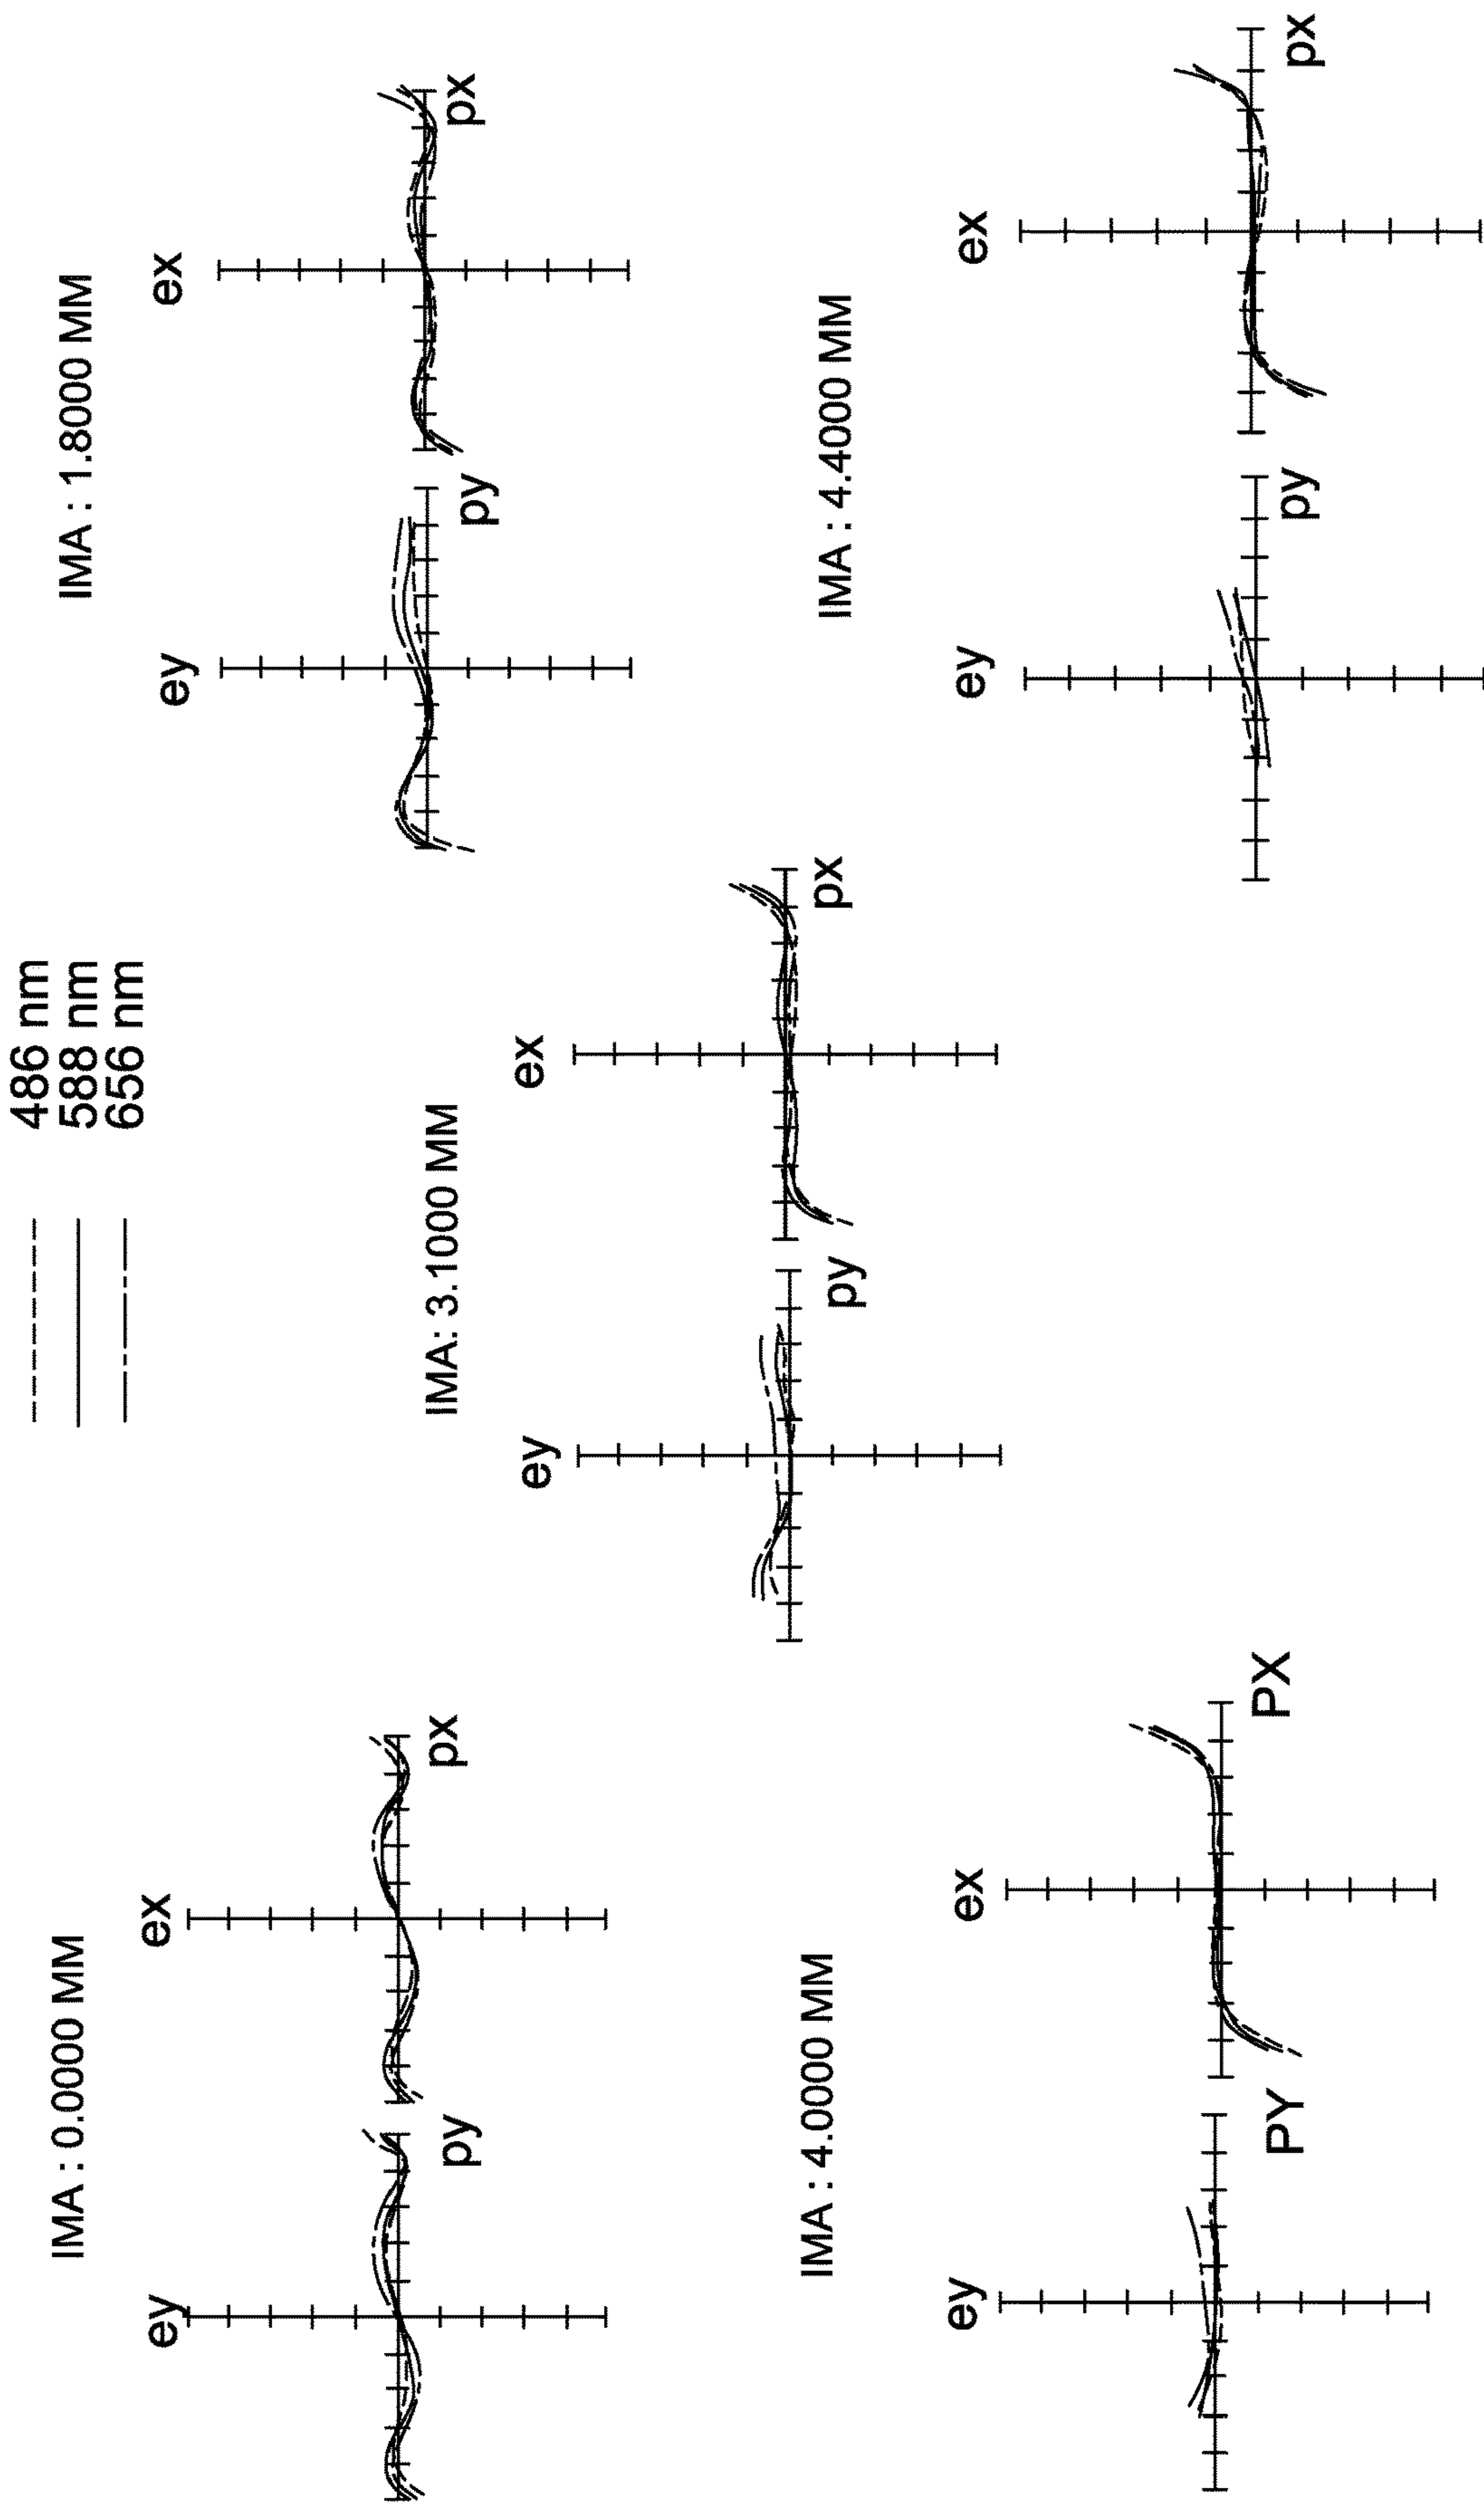 486 nm
588 nm
656 nm
IMA : 0.0000 MM
ey
py
ex
px
IMA : 1.8000 MM
ey
py
ex
px
IMA: 3.1000 MM
ey
py
ex
px
IMA : 4.0000 MM
ey
PY
ex
PX
IMA : 4.4000 MM
ey
py
ex
px